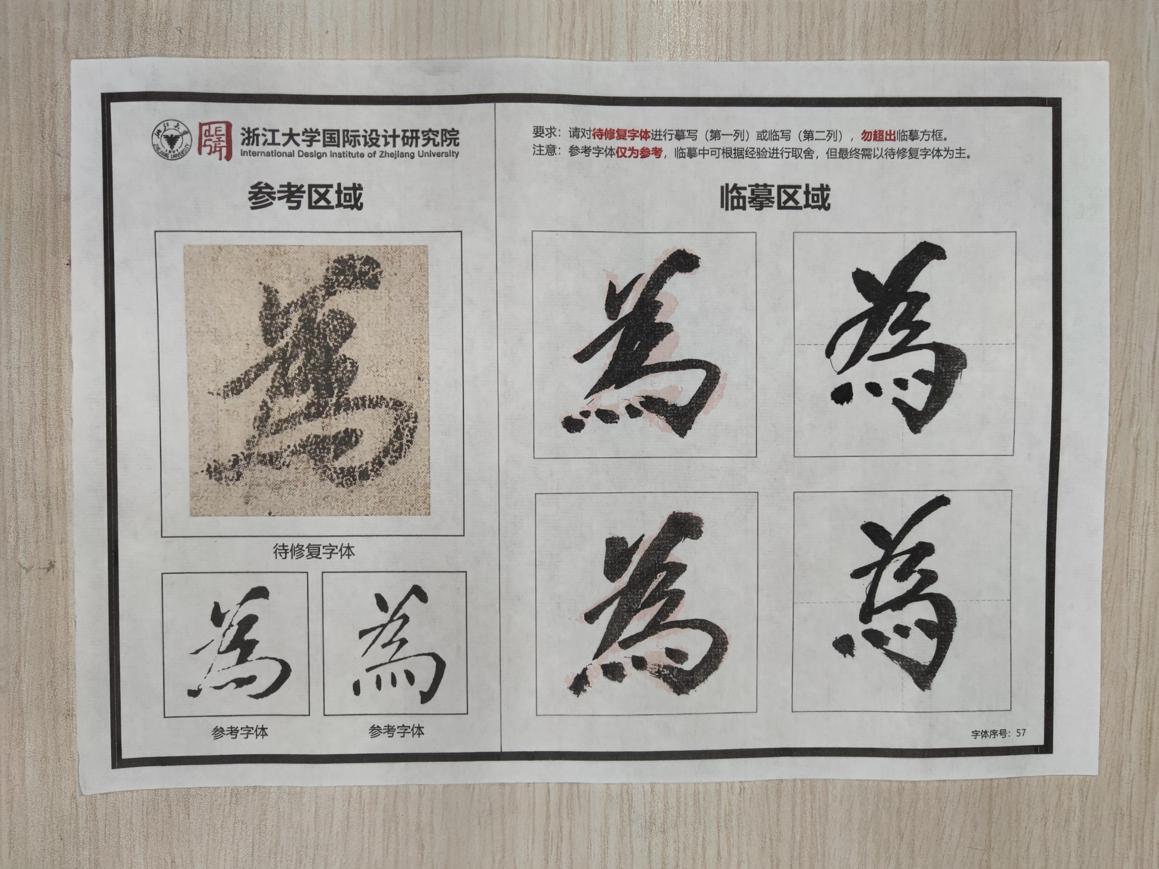 浙江大学国际设计研究院
International Design Institute of Zhejiang University
参考区域
為
待修复字体
為 為
参考字体 参考字体
要求：请对待修复字体进行摹写（第一列）或临写（第二列），勿超出临摹方框。
注意：参考字体仅为参考，临摹中可根据经验进行取舍，但最终需以待修复字体为主。
临摹区域
為 為
為 為
字体序号：57